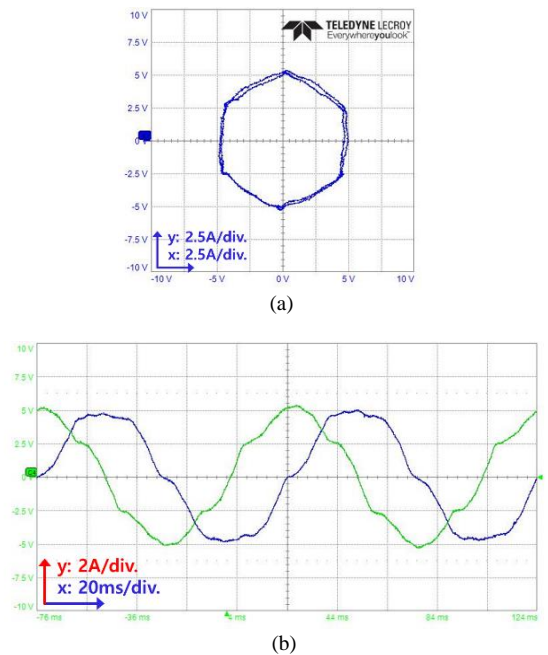 10 V
TELEDYNE LECROY
Everywhereyoulook™
7.5 V
5 V
2.5 V
0 V
-2.5 V
-5 V
-7.5 V
y: 2.5A/div.
x: 2.5A/div.
-10 V
-10 V -5 V 0 V 5 V 10 V
(a)
10 V
7.5 V
5 V
2.5 V
0 V
-2.5 V
-5 V
-7.5 V
y: 2A/div.
x: 20ms/div.
-10 V
-76 ms -36 ms 4 ms 44 ms 84 ms 124 ms
(b)